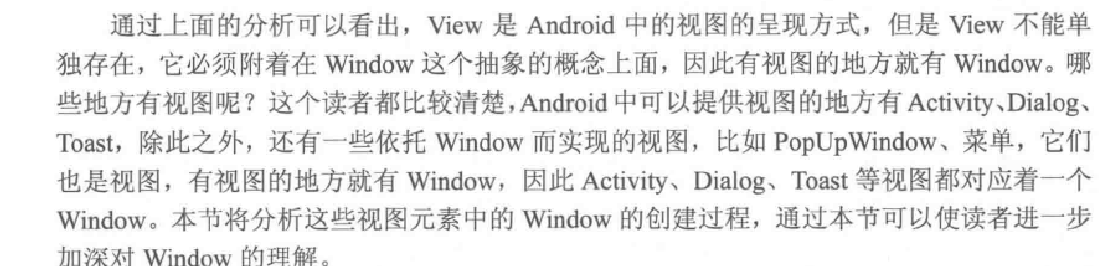 通过上面的分析可以看出，View 是 Android 中的视图的呈现方式，但是 View 不能单
独存在，它必须附着在 Window 这个抽象的概念上面，因此有视图的地方就有 Window。哪
些地方有视图呢？这个读者都比较清楚，Android 中可以提供视图的地方有 Activity、Dialog、
Toast，除此之外，还有一些依托 Window 而实现的视图，比如 PopUpWindow、菜单，它们
也是视图，有视图的地方就有 Window，因此 Activity、Dialog、Toast 等视图都对应着一个
Window。本节将分析这些视图元素中的 Window 的创建过程，通过本节可以使读者进一步
加深对 Window 的理解。